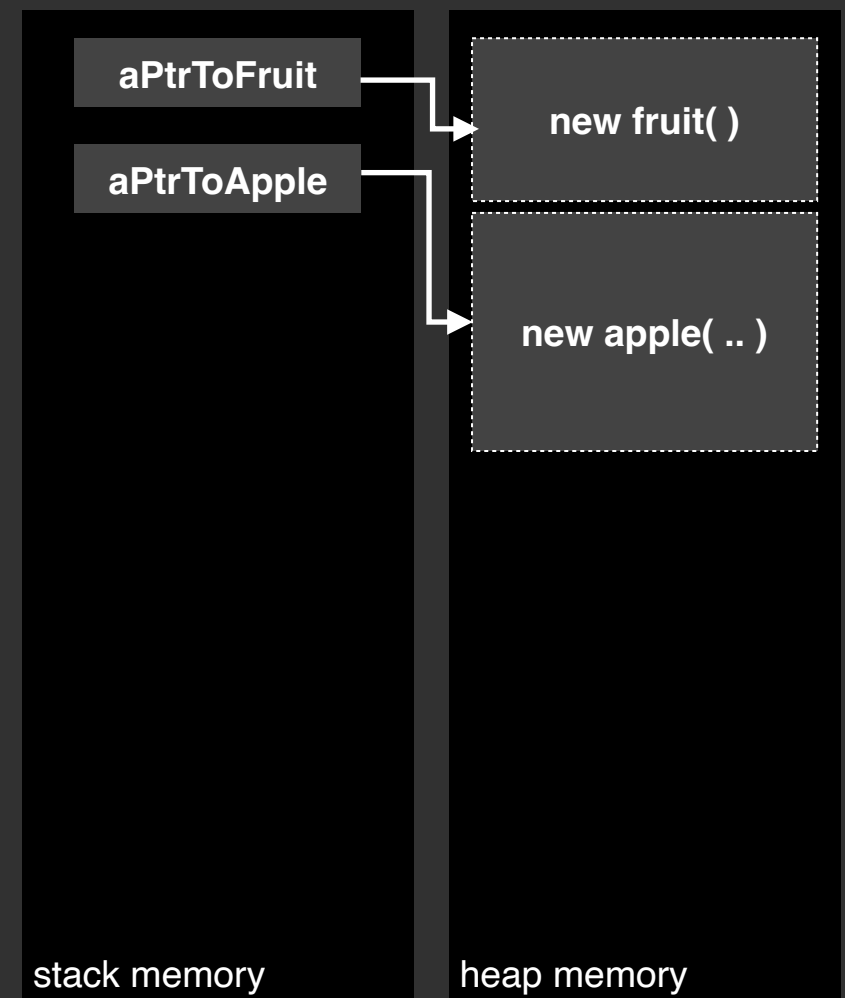 aPtrToFruit
new fruit( )
aPtrToApple
new apple( .. )
stack memory
heap memory